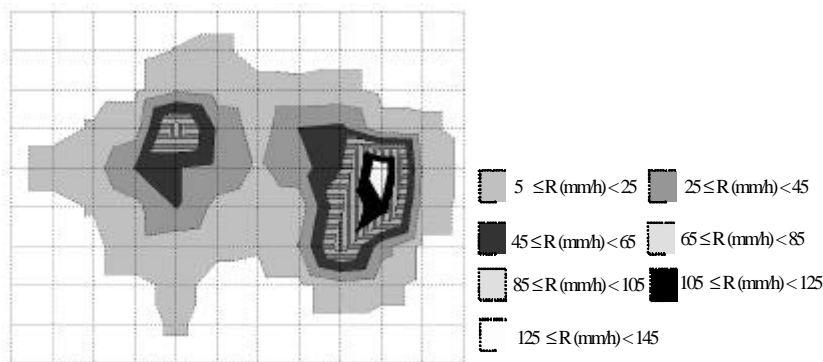 5 ≤R(mm/h)<25
25≤R(mm/h)<45
45≤R(mm/h)<65
65≤R(mm/h)<85
85≤R(mm/h)<105
105 ≤R(mm/h)<125
125≤R(mm/h)<145